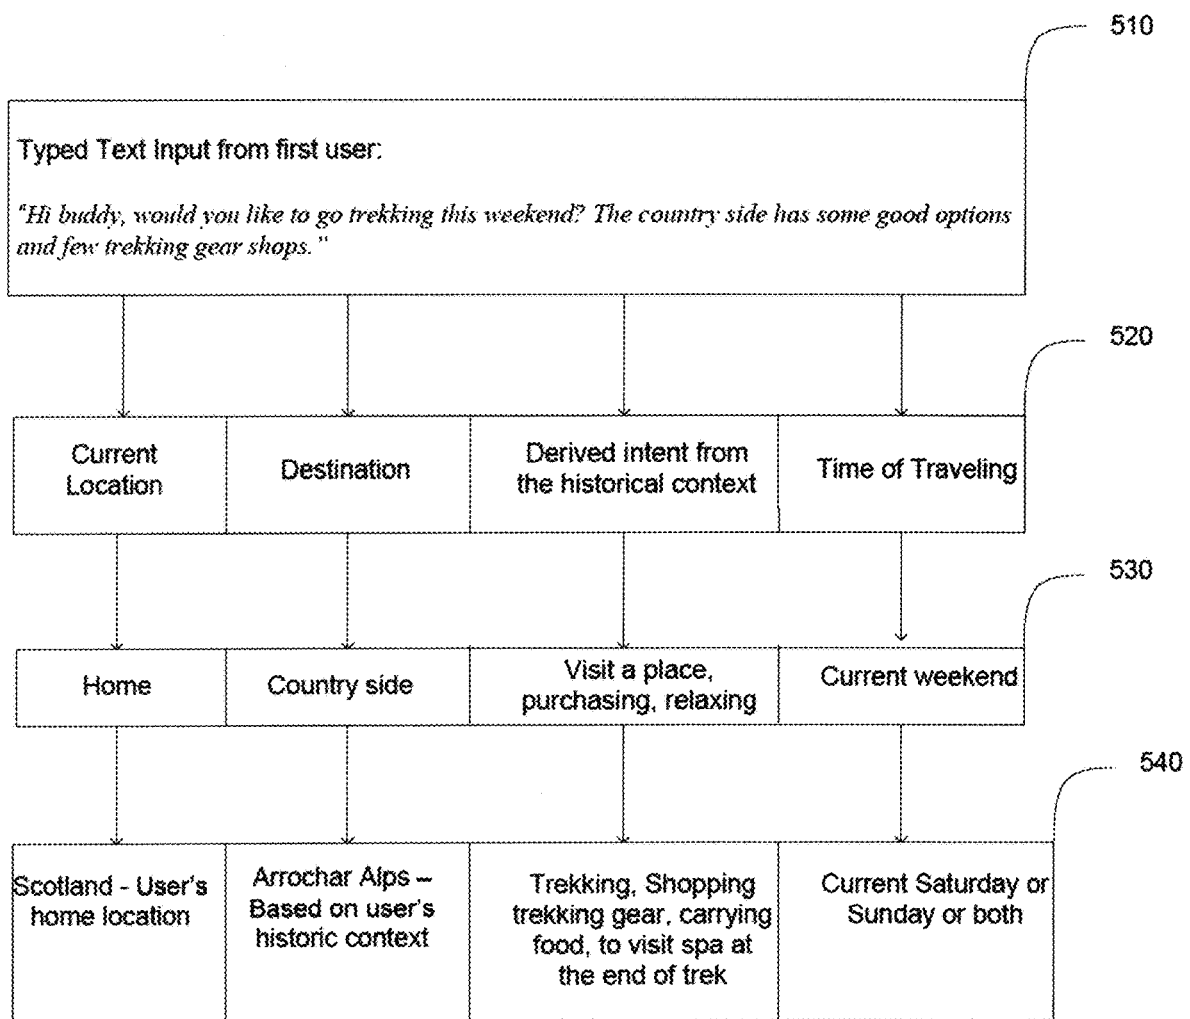 510
Typed Text Input from first user:
"Hi buddy, would you like to go trekking this weekend? The country side has some good options
and few trekking gear shops."
520
Current
Location
Destination
Derived intent from
the historical context
Time of Traveling
530
Home
Country side
Visit a place,
purchasing, relaxing
Current weekend
540
Scotland - User's
home location
Arrochar Alps –
Based on user's
historic context
Trekking, Shopping
trekking gear, carrying
food, to visit spa at
the end of trek
Current Saturday or
Sunday or both